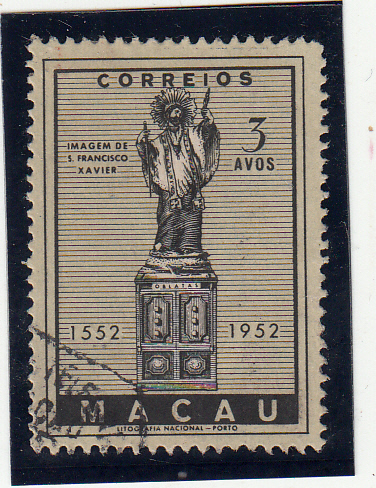 CORREIOS
3
AVOS
IMAGEM DE
S. FRANCISCO
XAVIER
OBLATAS
1552 1952
MACAU
LITOGRAFIA NACIONAL - PORTO